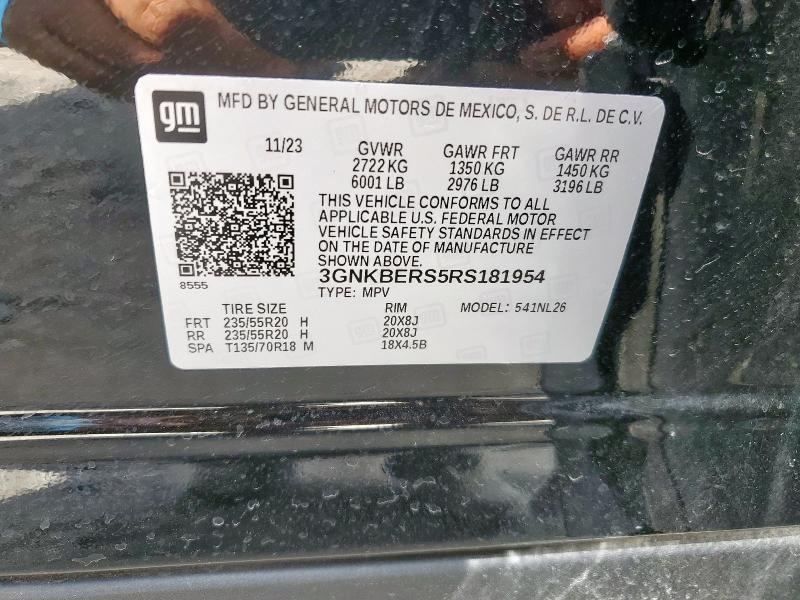 gm MFD BY GENERAL MOTORS DE MEXICO, S. DE R.L. DE C.V.
11/23 GVWR GAWR FRT GAWR RR
2722 KG 1350 KG 1450 KG
6001 LB 2976 LB 3196 LB
THIS VEHICLE CONFORMS TO ALL
APPLICABLE U.S. FEDERAL MOTOR
VEHICLE SAFETY STANDARDS IN EFFECT
ON THE DATE OF MANUFACTURE
SHOWN ABOVE.
8555 3GNKBERS5RS181954
TYPE: MPV
TIRE SIZE RIM MODEL: 541NL26
FRT 235/55R20 H 20X8J
RR 235/55R20 H 20X8J
SPA T135/70R18 M 18X4.5B